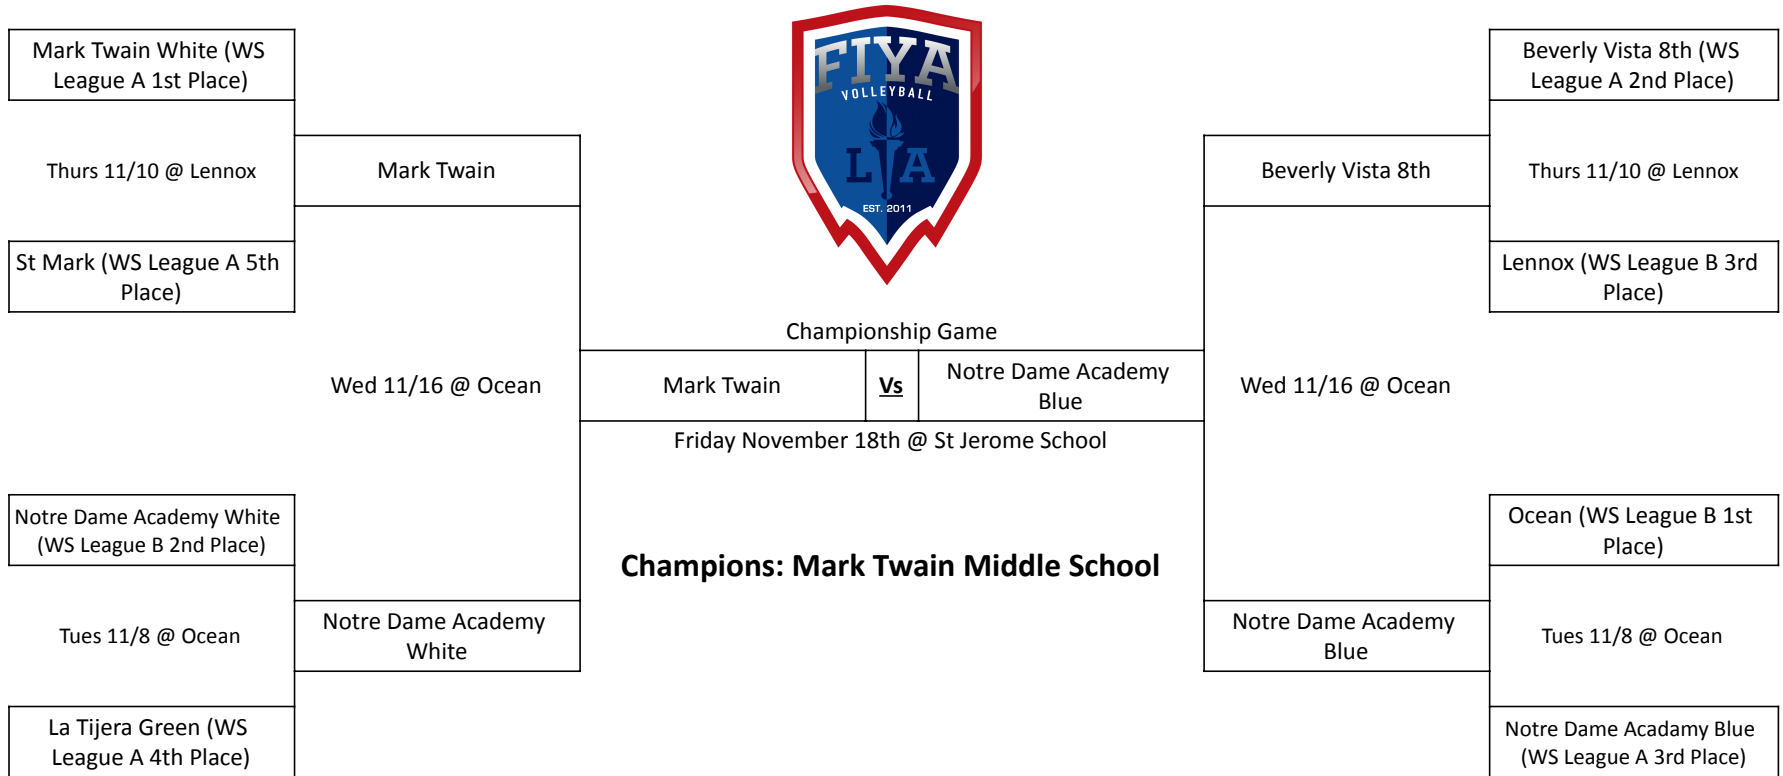 Mark Twain White (WS
League A 1st Place)
Thurs 11/10 @ Lennox
St Mark (WS League A 5th
Place)
Mark Twain
Wed 11/16 @ Ocean
Notre Dame Academy White
(WS League B 2nd Place)
Tues 11/8 @ Ocean
La Tijera Green (WS
League A 4th Place)
Notre Dame Academy
White
FIYA
VOLLEYBALL
L A
EST. 2011
Championship Game
Mark Twain
Vs
Notre Dame Academy
Blue
Friday November 18th @ St Jerome School
Champions: Mark Twain Middle School
Beverly Vista 8th
Wed 11/16 @ Ocean
Notre Dame Academy
Blue
Beverly Vista 8th (WS
League A 2nd Place)
Thurs 11/10 @ Lennox
Lennox (WS League B 3rd
Place)
Ocean (WS League B 1st
Place)
Tues 11/8 @ Ocean
Notre Dame Acadamy Blue
(WS League A 3rd Place)